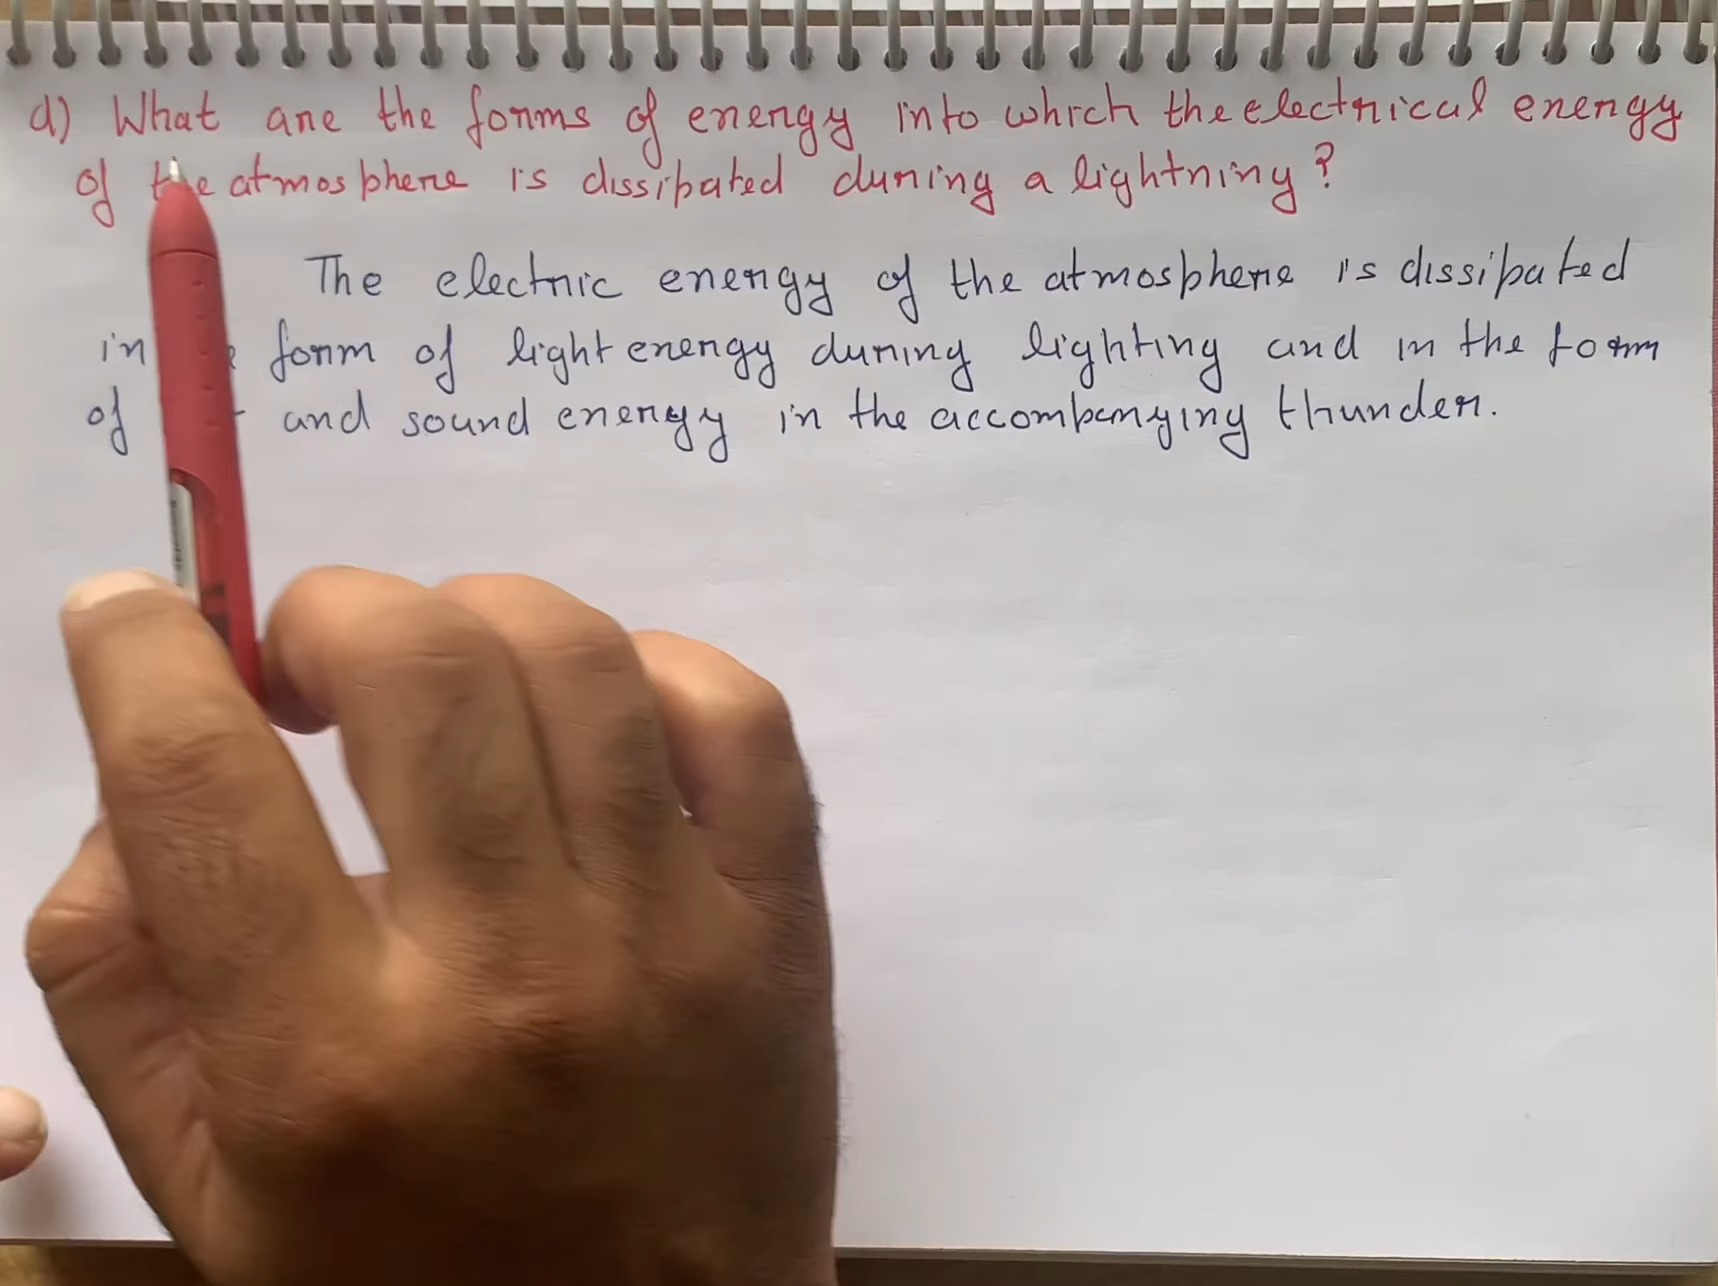 d) What are the forms of energy into which the electrical energy
of the atmosphere is dissipated during a lightning?
The electric energy of the atmosphere is dissipated
in form of light energy during lighting and in the form
of and sound energy in the accompanying thunder.